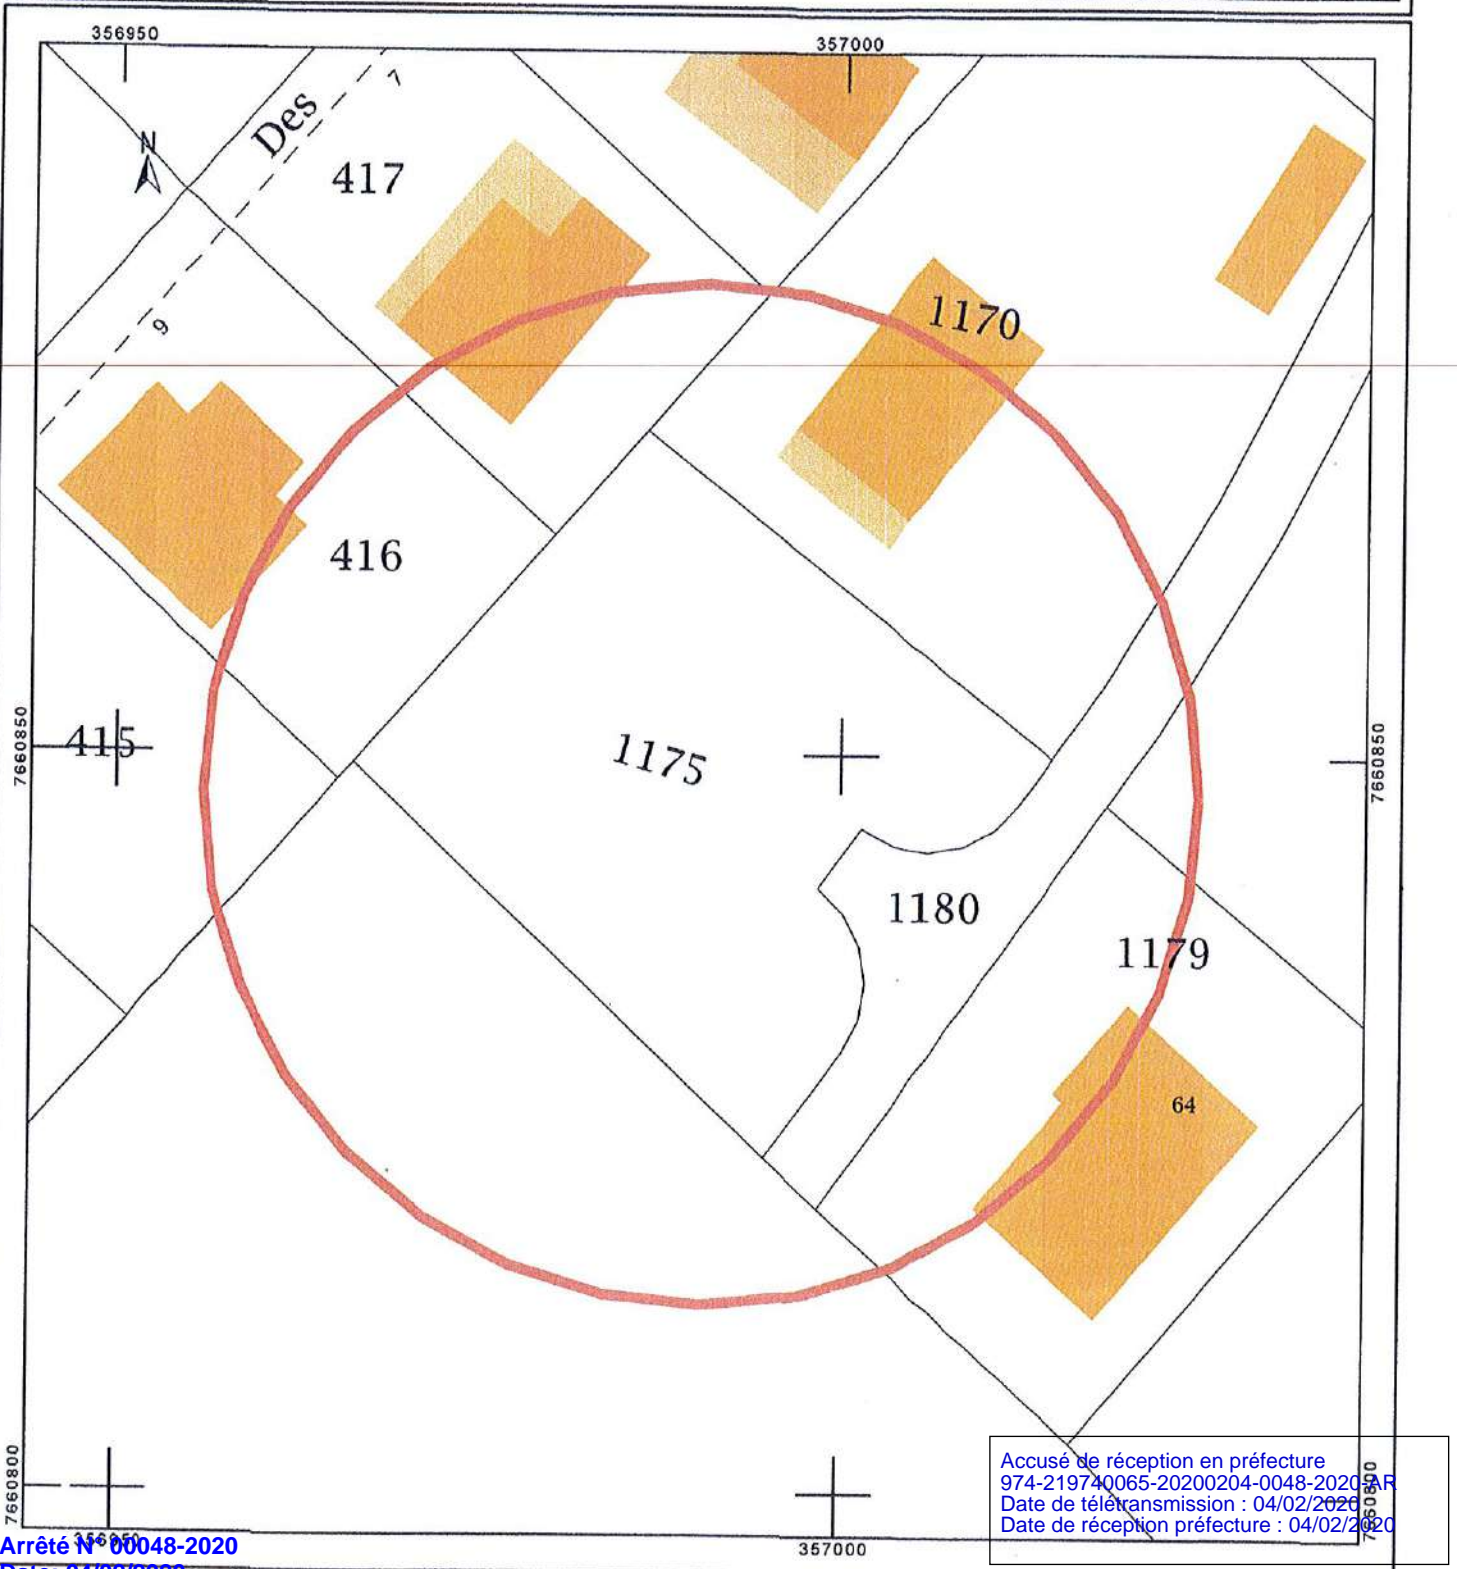 356950
357000
Des
7
417
9
1170
416
7660850
415
1175
7660850
1180
1179
64
7660800
7660800
Accusé de réception en préfecture
974-219740065-20200204-0048-2020-AR
Date de télétransmission : 04/02/2020
Date de réception préfecture : 04/02/2020
356950
357000
Arrêté N° 00048-2020
N